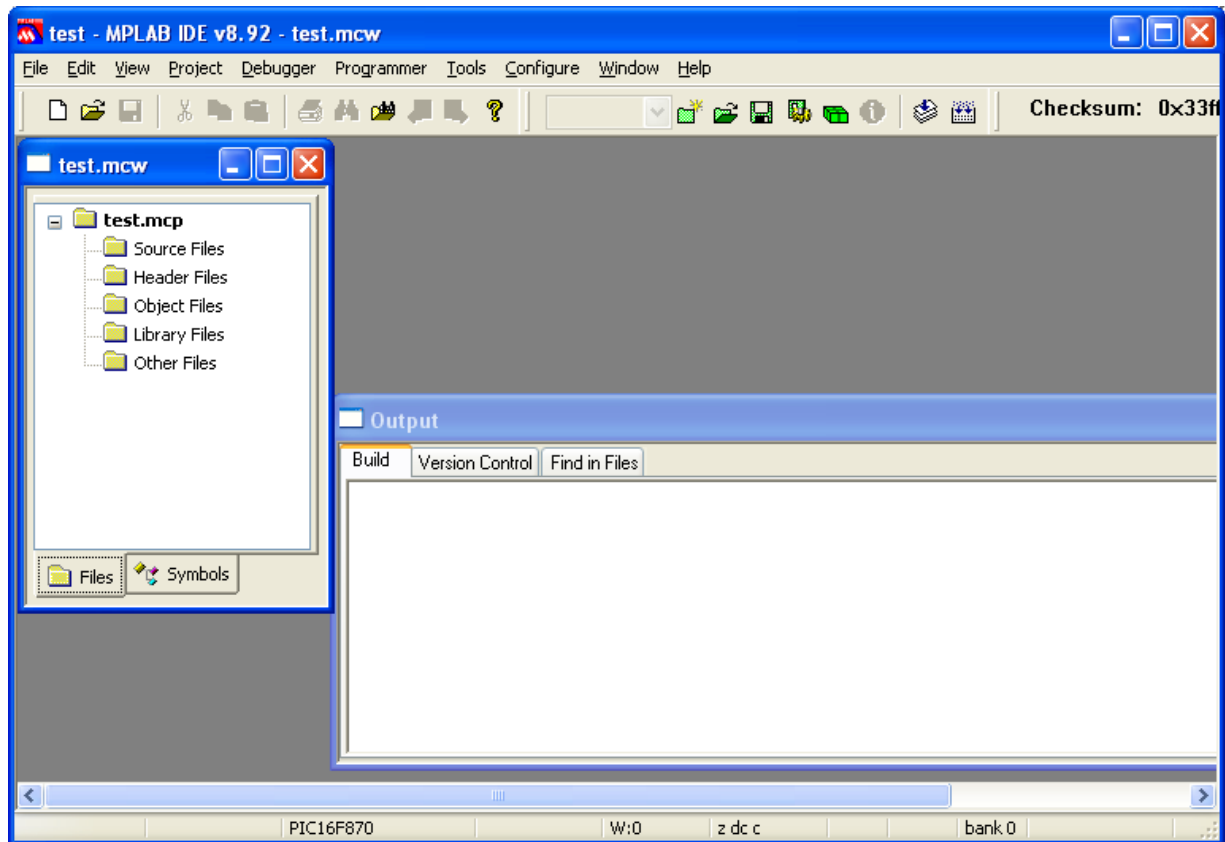 test - MPLAB IDE v8.92 - test.mcw
File Edit View Project Debugger Programmer Tools Configure Window Help
Checksum: 0x33ff
test.mcw
test.mcp
Source Files
Header Files
Object Files
Library Files
Other Files
Files Symbols
Output
Build Version Control Find in Files
PIC16F870 W:0 z dc c bank 0